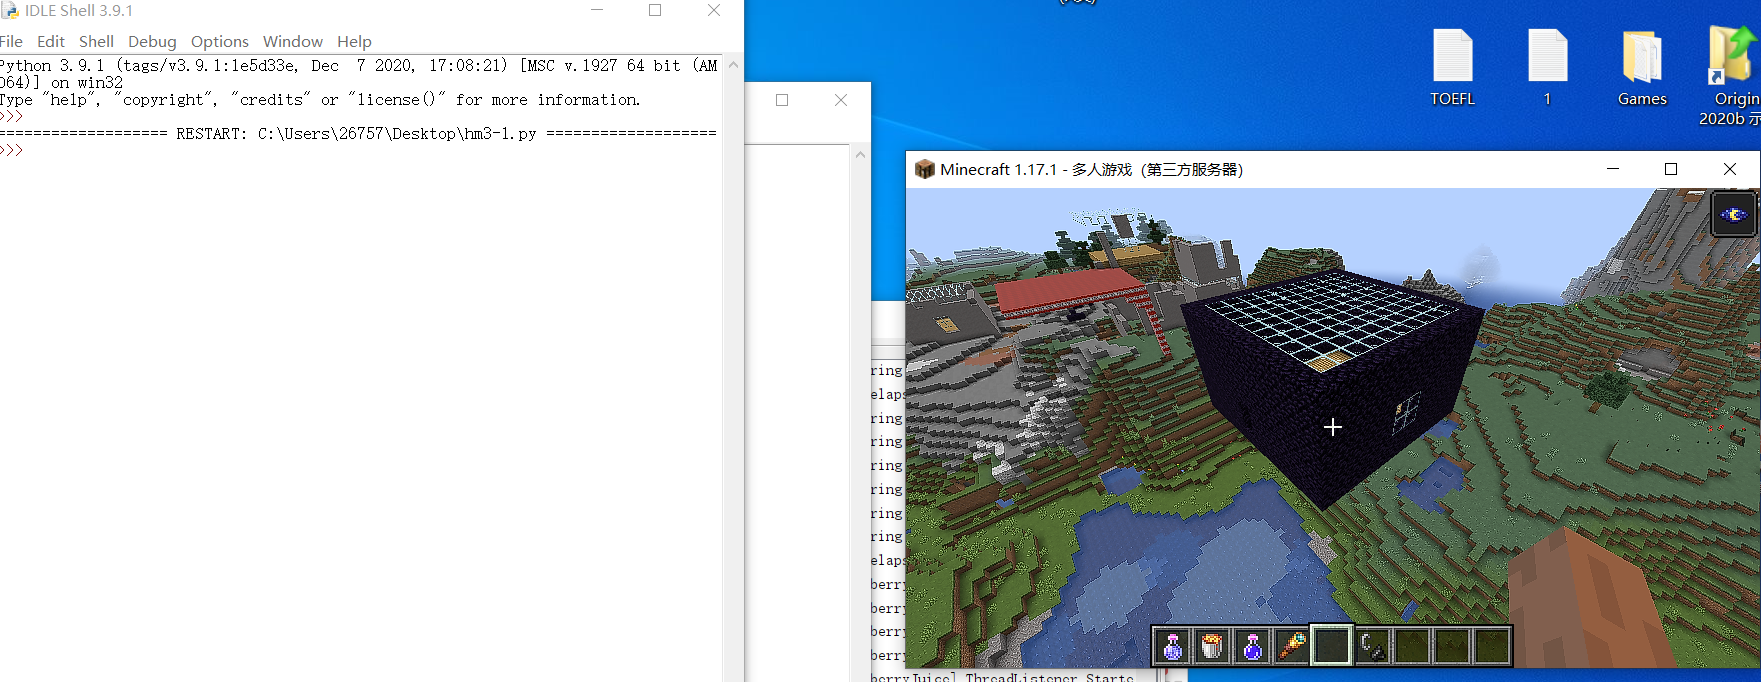 IDLE Shell 3.9.1
File Edit Shell Debug Options Window Help
Python 3.9.1 (tags/v3.9.1:1e5d33e, Dec  7 2020, 17:08:21) [MSC v.1927 64 bit (AM
D64)] on win32
Type "help", "copyright", "credits" or "license()" for more information.
>>>
=================== RESTART: C:\Users\26757\Desktop\hm3-1.py ===================
>>>
TOEFL
1
Games
Origin
2020b 示
Minecraft 1.17.1 - 多人游戏（第三方服务器）
ring
elaps
ring
ring
ring
ring
ring
ring
elaps
berry
berry
berry
berry
berryJuice] ThreadListener Starte